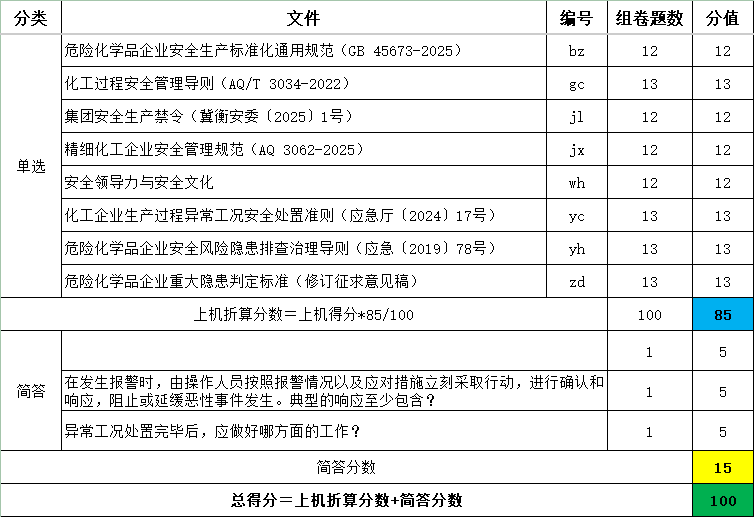 分类 文件 编号 组卷题数 分值
危险化学品企业安全生产标准化通用规范（GB 45673-2025） bz 12 12
化工过程安全管理导则（AQ/T 3034-2022） gc 13 13
集团安全生产禁令（冀衡安委〔2025〕1号） jl 12 12
精细化工企业安全管理规范（AQ 3062-2025） jx 12 12
单选
安全领导力与安全文化 wh 12 12
化工企业生产过程异常工况安全处置准则（应急厅〔2024〕17号） yc 13 13
危险化学品企业安全风险隐患排查治理导则（应急〔2019〕78号） yh 13 13
危险化学品企业重大隐患判定标准（修订征求意见稿） zd 13 13
上机折算分数＝上机得分*85/100 100 85
1 5
简答
在发生报警时，由操作人员按照报警情况以及应对措施立刻采取行动，进行确认和
响应，阻止或延缓恶性事件发生。典型的响应至少包含？ 1 5
异常工况处置完毕后，应做好哪方面的工作？ 1 5
简答分数 15
总得分＝上机折算分数+简答分数 100